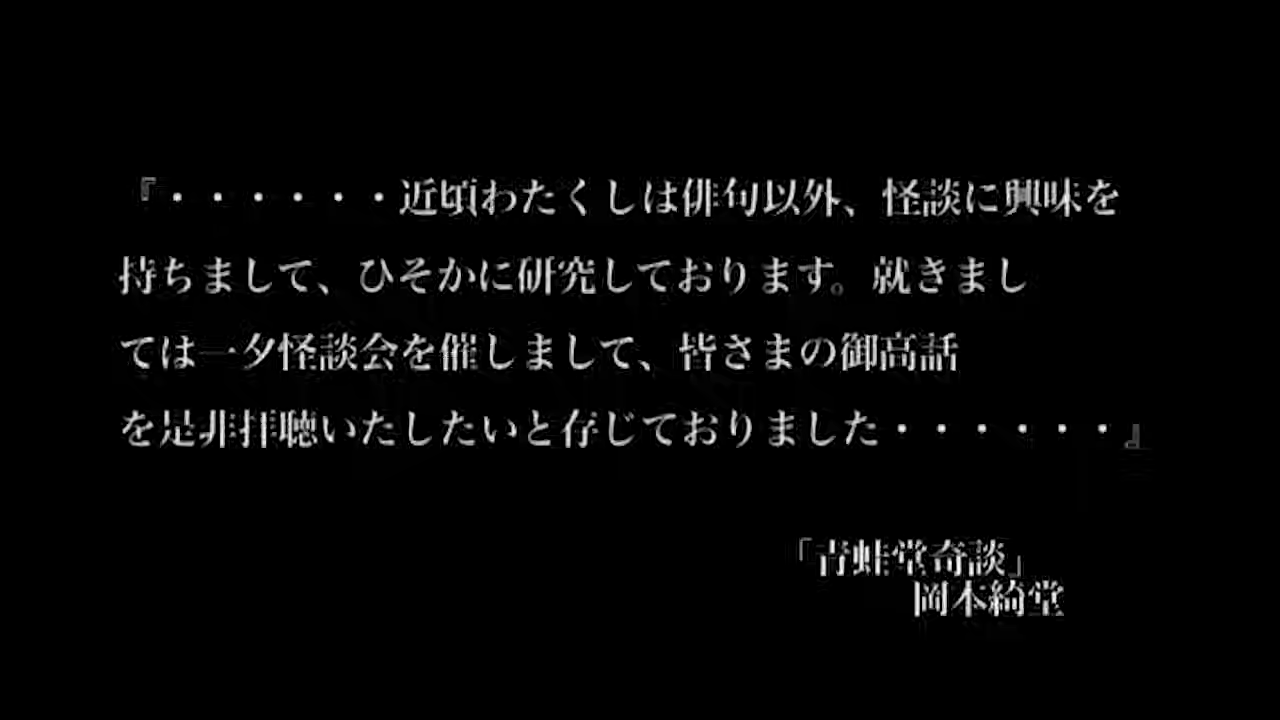 『・・・・・・近頃わたくしは俳句以外、怪談に興味を
持ちまして、ひそかに研究しております。就きまし
ては一夕怪談会を催しまして、皆さまの御高話
を是非拝聴いたしたいと存じておりました・・・・・・』
「青蛙堂奇談」
岡本綺堂